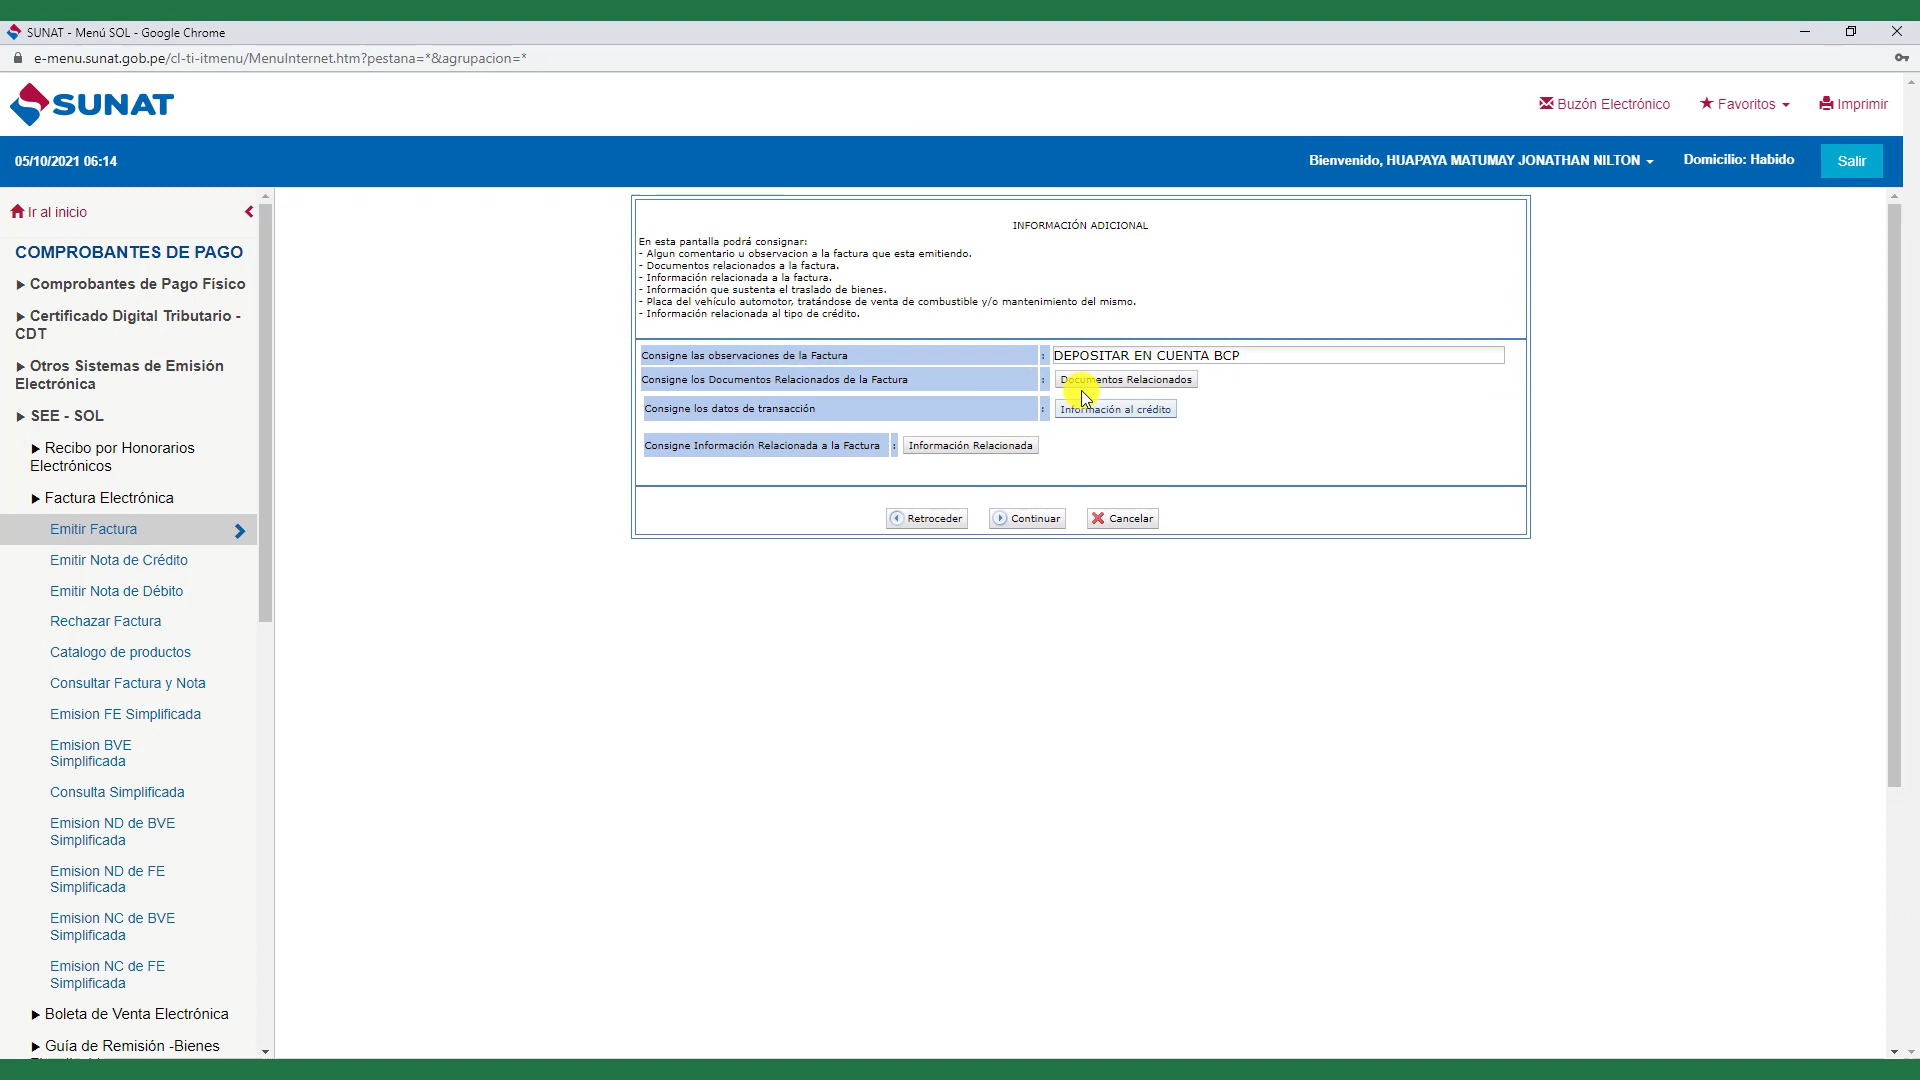 SUNAT - Menú SOL - Google Chrome
e-menu.sunat.gob.pe/cl-ti-itmenu/MenuInternet.htm?pestana=*&agrupacion=*
SUNAT
Buzón Electrónico
Favoritos
Imprimir
05/10/2021 06:14
Bienvenido, HUAPAYA MATUMAY JONATHAN NILTON
Domicilio: Habido
Salir
Ir al inicio
COMPROBANTES DE PAGO
Comprobantes de Pago Físico
Certificado Digital Tributario -
CDT
Otros Sistemas de Emisión
Electrónica
SEE - SOL
Recibo por Honorarios
Electrónicos
Factura Electrónica
Emitir Factura
Emitir Nota de Crédito
Emitir Nota de Débito
Rechazar Factura
Catalogo de productos
Consultar Factura y Nota
Emision FE Simplificada
Emision BVE
Simplificada
Consulta Simplificada
Emision ND de BVE
Simplificada
Emision ND de FE
Simplificada
Emision NC de BVE
Simplificada
Emision NC de FE
Simplificada
Boleta de Venta Electrónica
Guía de Remisión -Bienes
INFORMACIÓN ADICIONAL
En esta pantalla podrá consignar:
- Algun comentario u observacion a la factura que esta emitiendo.
- Documentos relacionados a la factura.
- Información relacionada a la factura.
- Información que sustenta el traslado de bienes.
- Placa del vehículo automotor, tratándose de venta de combustible y/o mantenimiento del mismo.
- Información relacionada al tipo de crédito.
Consigne las observaciones de la Factura : DEPOSITAR EN CUENTA BCP
Consigne los Documentos Relacionados de la Factura : Documentos Relacionados
Consigne los datos de transacción : Información al crédito
Consigne Información Relacionada a la Factura : Información Relacionada
Retroceder Continuar Cancelar